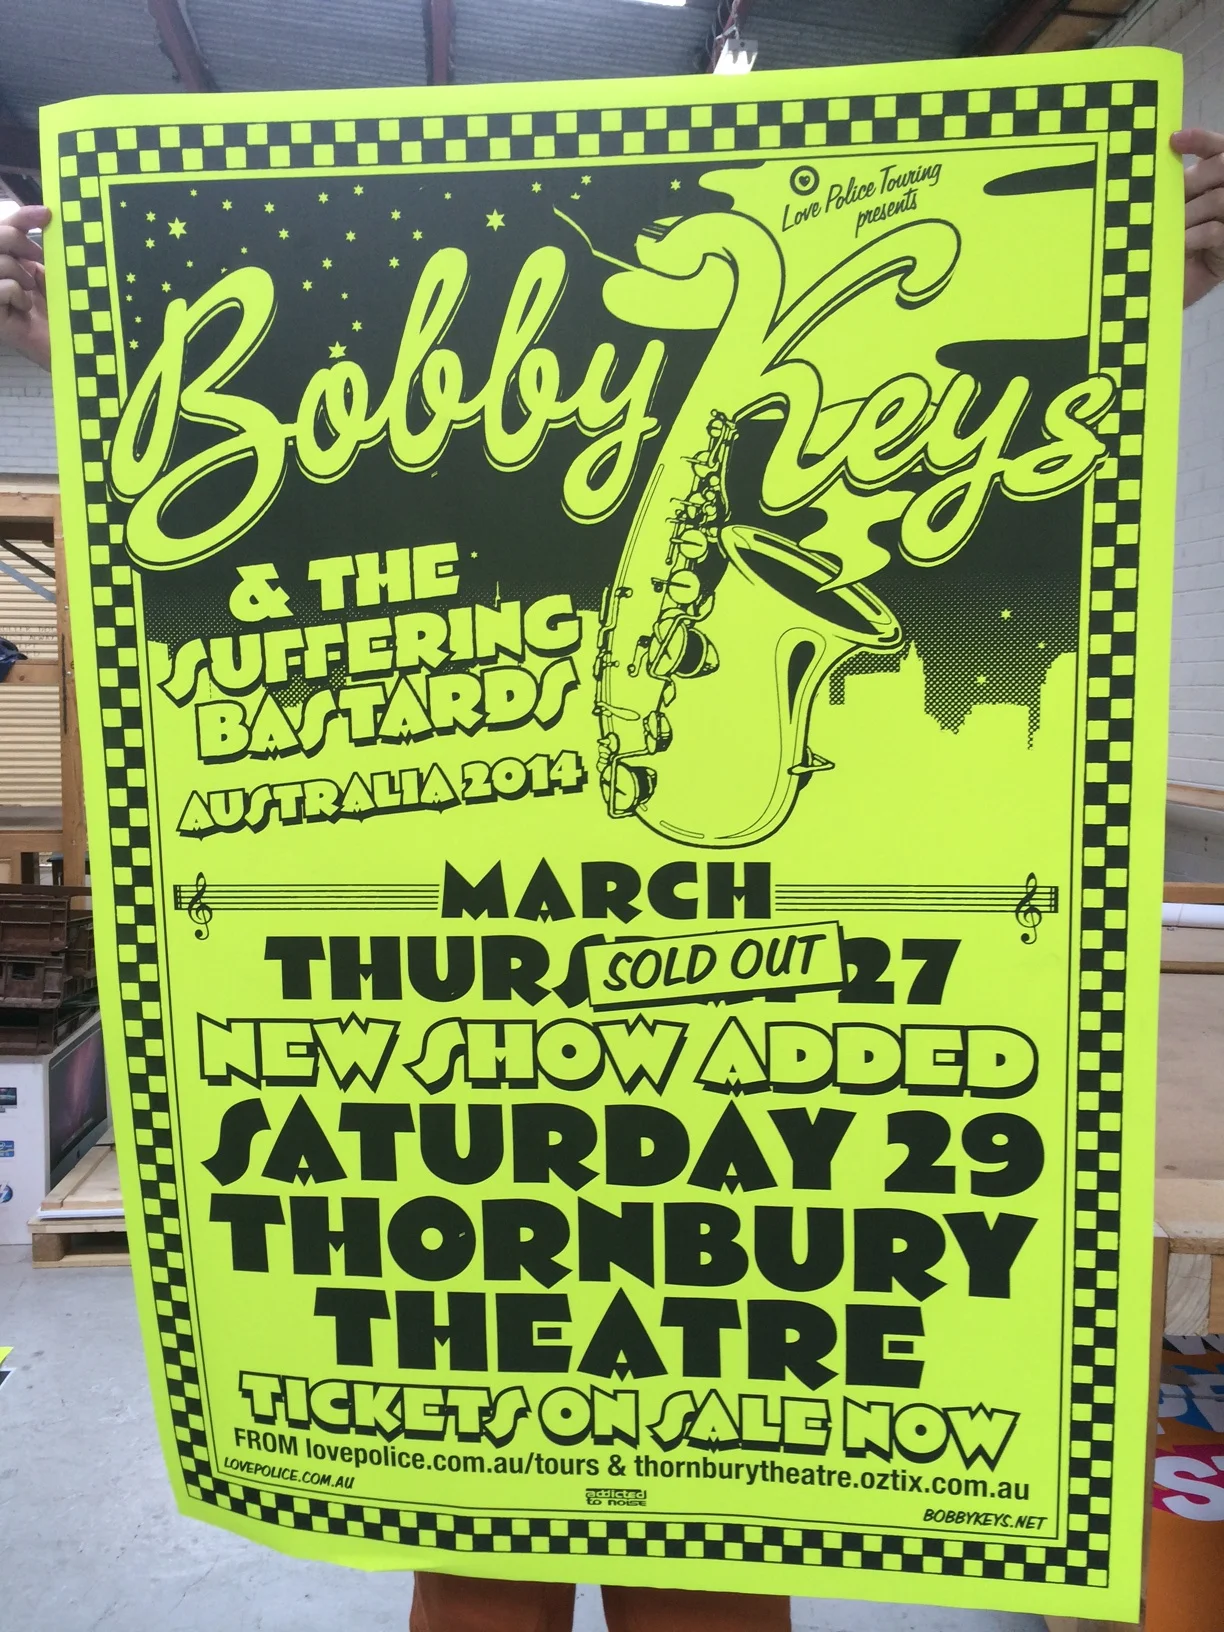 Love Police Touring
presents
Bobby Keys
& THE
SUFFERING
BASTARDS
AUSTRALIA 2014
MARCH
THURS 27
SOLD OUT
NEW SHOW ADDED
SATURDAY 29
THORNBURY
THEATRE
TICKETS ON SALE NOW
FROM lovepolice.com.au/tours & thornburytheatre.oztix.com.au
LOVEPOLICE.COM.AU
addicted
to noise
BOBBYKEYS.NET